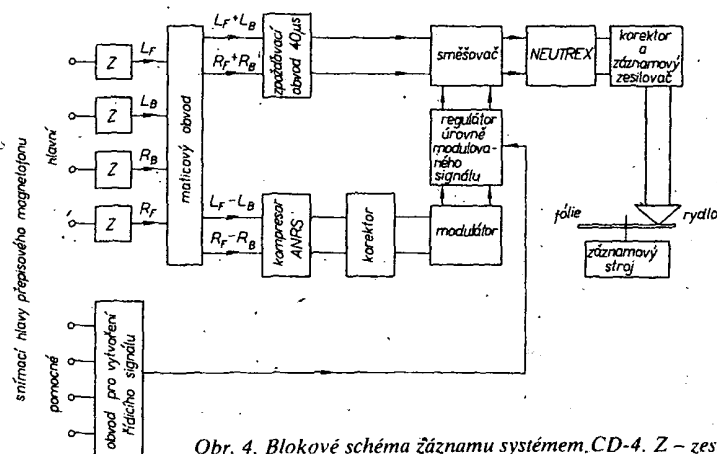 snímací hlavy přepisového magnetofonu
hlavní
pomocné
Z
Z
Z
Z
L_F
L_B
R_B
R_F
maticový obvod
L_F+L_B
R_F+R_B
L_F−L_B
R_F−R_B
zpožďovací
obvod 40μs
směšovač
NEUTREX
korektor
a
záznamový
zesilovač
regulátor
úrovně
modulova-
ného
signálu
kompresor
ANRS
korektor
modulátor
fólie
rydlo
záznamový
stroj
obvod pro vytvoření
řídicího signálu
Obr. 4. Blokové schéma záznamu systémem CD-4. Z – zes